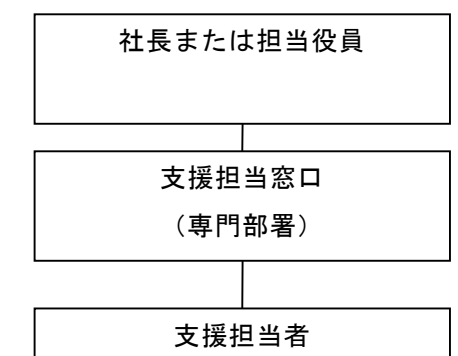 社長または担当役員
支援担当窓口
（専門部署）
支援担当者